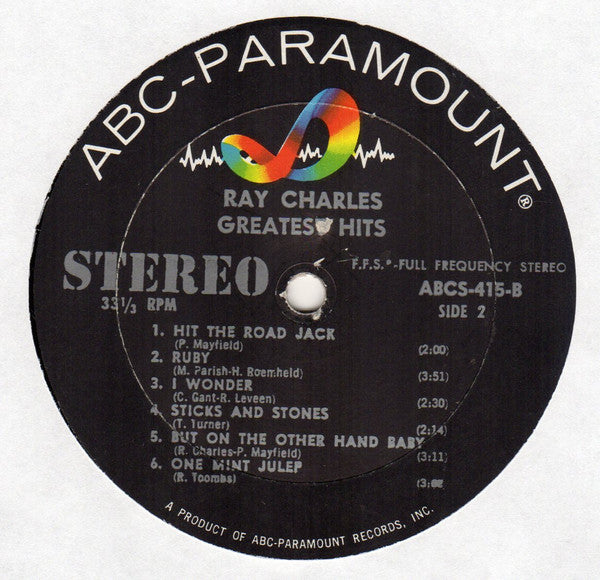 ABC-PARAMOUNT®
RAY CHARLES
GREATEST HITS
STEREO
F.F.S.®-FULL FREQUENCY STEREO
33⅓ RPM
ABCS-415-B
SIDE 2
1. HIT THE ROAD JACK
(P. Mayfield) (2:00)
2. RUBY
(M. Parish-H. Roemheld) (3:51)
3. I WONDER
(C. Gant-R. Leveen) (2:30)
4. STICKS AND STONES
(T. Turner) (2:14)
5. BUT ON THE OTHER HAND BABY
(R. Charles-P. Mayfield) (3:11)
6. ONE MINT JULEP
(R. Toombs)
A PRODUCT OF ABC-PARAMOUNT RECORDS, INC.